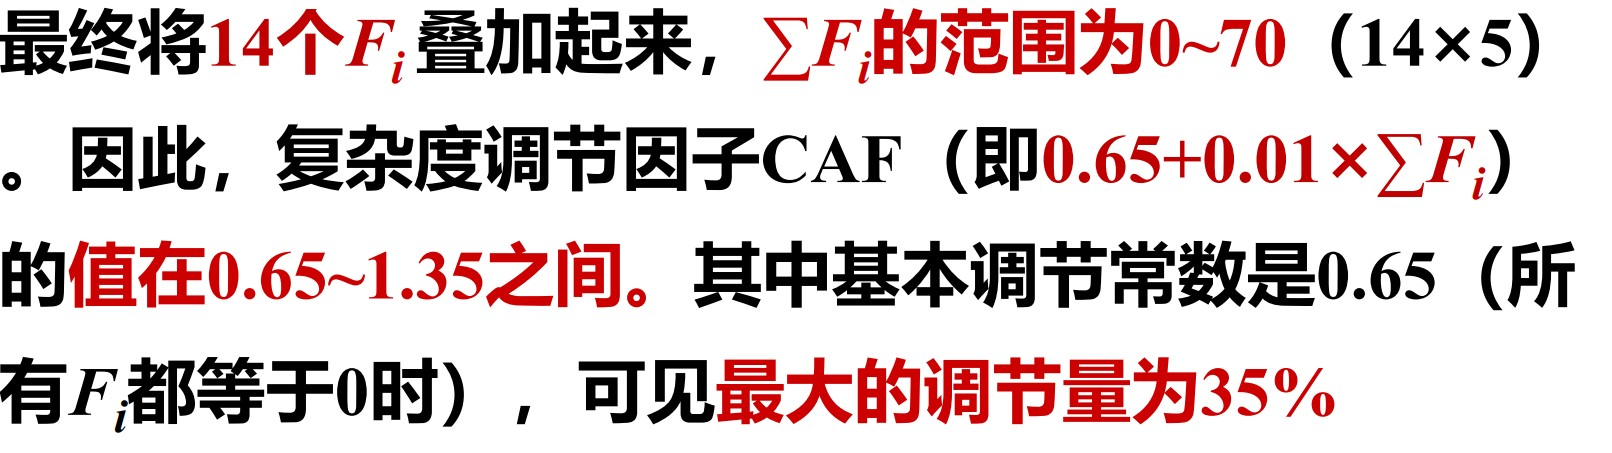 最终将14个Fi叠加起来，∑Fi的范围为0~70（14×5）
。因此，复杂度调节因子CAF（即0.65+0.01×∑Fi）
的值在0.65~1.35之间。其中基本调节常数是0.65（所
有Fi都等于0时），可见最大的调节量为35%